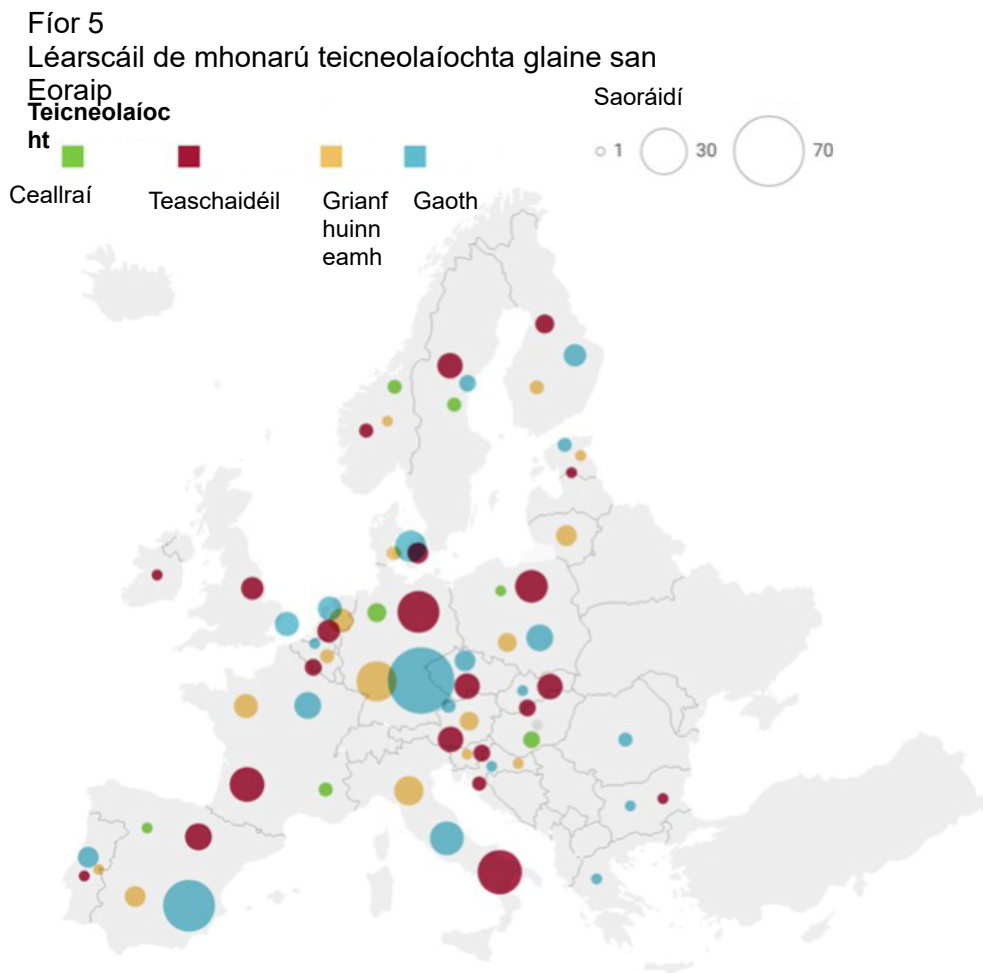 Fíor 5
Léarscáil de mhonarú teicneolaíochta glaine san
Eoraip
Teicneolaíoc
ht
Ceallraí
Teaschaidéil
Grianf
huinn
eamh
Gaoth
Saoráidí
1
30
70